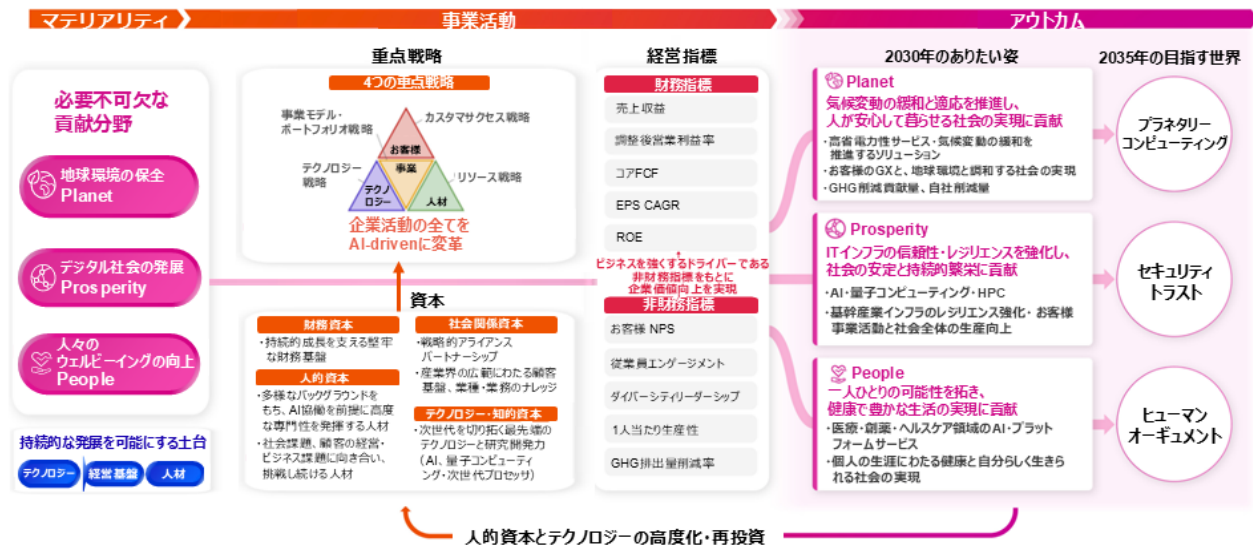 マテリアリティ
事業活動
アウトカム
必要不可欠な
貢献分野
地球環境の保全
Planet
デジタル社会の発展
Prosperity
人々の
ウェルビーイングの向上
People
持続的な発展を可能にする土台
テクノロジー
経営基盤
人材
重点戦略
4つの重点戦略
事業モデル・
ポートフォリオ戦略
カスタマサクセス戦略
お客様
テクノロジー
戦略
事業
リソース戦略
テクノ
ロジー
人材
企業活動の全てを
AI-drivenに変革
資本
財務資本
・持続的成長を支える堅牢
な財務基盤
人的資本
・多様なバックグラウンドを
もち、AI協働を前提に高度
な専門性を発揮する人材
・社会課題、顧客の経営・
ビジネス課題に向き合い、
挑戦し続ける人材
社会関係資本
・戦略的アライアンス
パートナーシップ
・産業界の広範にわたる顧客
基盤、業種・業務のナレッジ
テクノロジー・知的資本
・次世代を切り拓く最先端の
テクノロジーと研究開発力
(AI、量子コンピューティ
ング・次世代プロセッサ)
経営指標
財務指標
売上収益
調整後営業利益率
コアFCF
EPS CAGR
ROE
ビジネスを強くするドライバーである
非財務指標をもとに
企業価値向上を実現
非財務指標
お客様 NPS
従業員エンゲージメント
ダイバーシティリーダーシップ
1人当たり生産性
GHG排出量削減率
2030年のありたい姿
Planet
気候変動の緩和と適応を推進し、
人が安心して暮らせる社会の実現に貢献
・高省電力性サービス・気候変動の緩和を
推進するソリューション
・お客様のGXと、地球環境と調和する社会の実現
・GHG削減貢献量、自社削減量
Prosperity
ITインフラの信頼性・レジリエンスを強化し、
社会の安定と持続的繁栄に貢献
・AI・量子コンピューティング・HPC
・基幹産業インフラのレジリエンス強化・お客様
事業活動と社会全体の生産向上
People
一人ひとりの可能性を拓き、
健康で豊かな生活の実現に貢献
・医療・創薬・ヘルスケア領域のAI・プラット
フォームサービス
・個人の生涯にわたる健康と自分らしく生きら
れる社会の実現
2035年の目指す世界
プラネタリー
コンピューティング
セキュリティ
トラスト
ヒューマン
オーギュメント
人的資本とテクノロジーの高度化・再投資